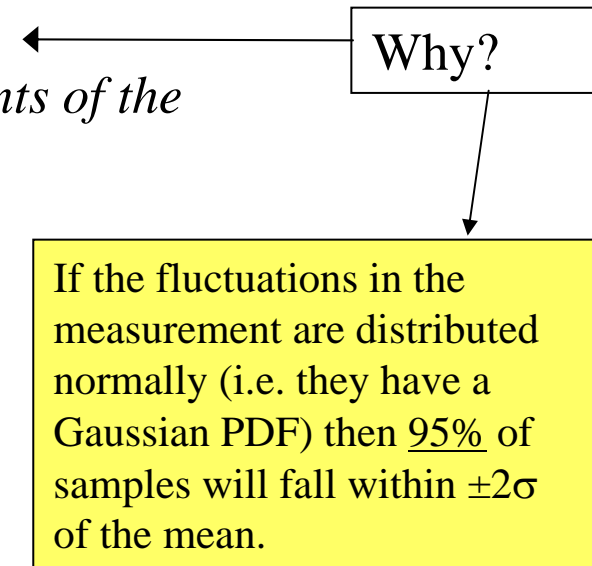 Why?
nts of the
If the fluctuations in the
measurement are distributed
normally (i.e. they have a
Gaussian PDF) then 95% of
samples will fall within ±2σ
of the mean.